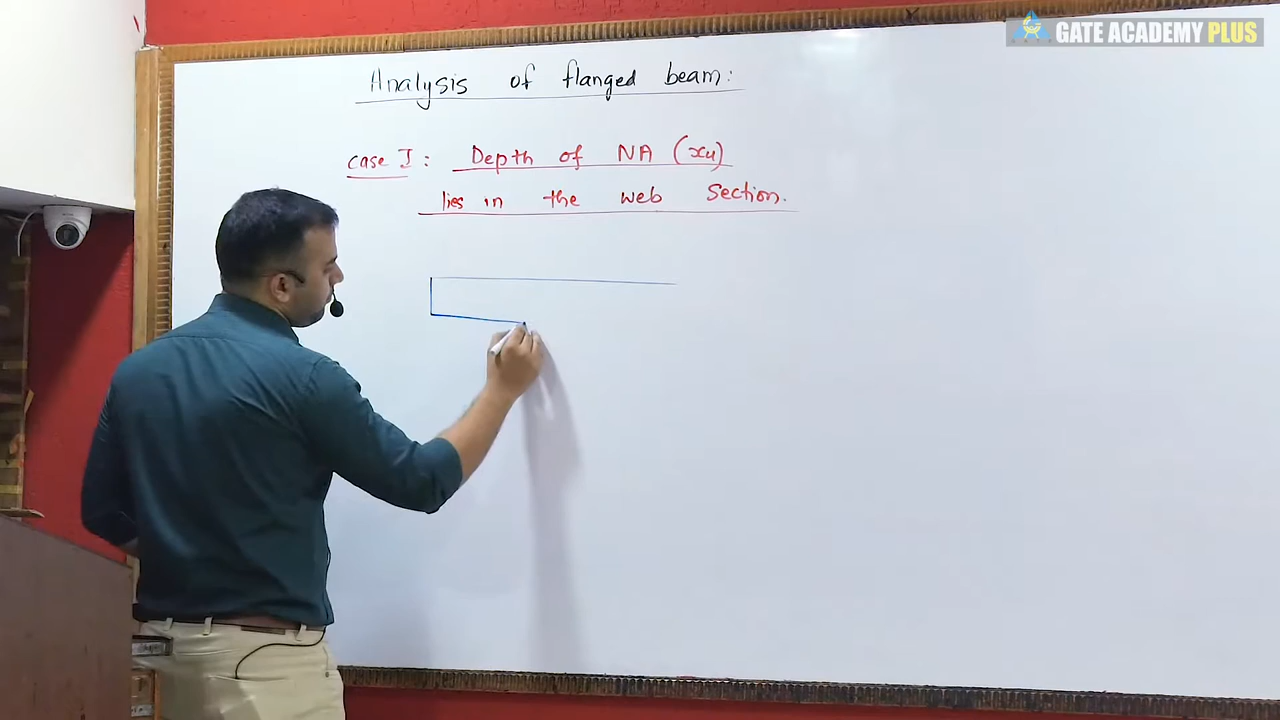 GATE ACADEMY PLUS
Analysis of flanged beam:
case I: Depth of NA (xu)
lies in the web section.